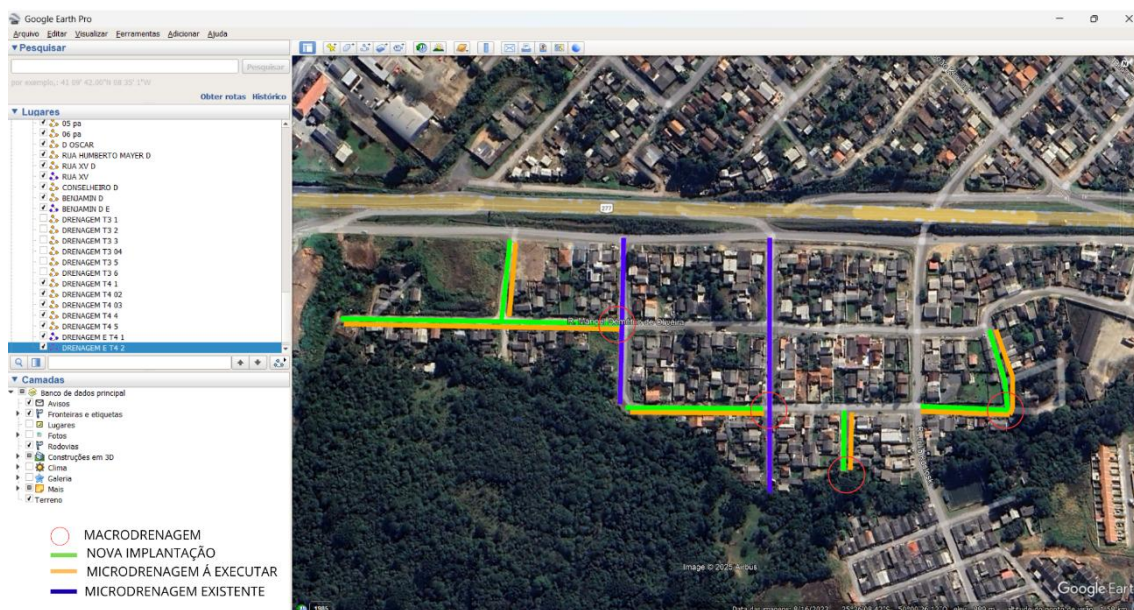 Google Earth Pro
Arquivo Editar Visualizar Ferramentas Adicionar Ajuda
Pesquisar
Pesquisar
Obter rotas Histórico
Lugares
05 pa
06 pa
D OSCAR
RUA HUMBERTO MAYER D
RUA XV D
RUA XV
CONSELHEIRO D
BENJAMIN D
BENJAMIN D E
DRENAGEM T3 1
DRENAGEM T3 2
DRENAGEM T3 3
DRENAGEM T3 04
DRENAGEM T3 5
DRENAGEM T3 6
DRENAGEM T4 1
DRENAGEM T4 02
DRENAGEM T4 03
DRENAGEM T4 4
DRENAGEM T4 5
DRENAGEM E T4 1
DRENAGEM E T4 2
Camadas
Banco de dados principal
Avisos
Fronteiras e etiquetas
Lugares
Fotos
Rodovias
Construções em 3D
Clima
Galeria
Mais
Terreno
MACRODRENAGEM
NOVA IMPLANTAÇÃO
MICRODRENAGEM Á EXECUTAR
MICRODRENAGEM EXISTENTE
277
de Oliveira
Image © 2025 Airbus
Google Earth
1985